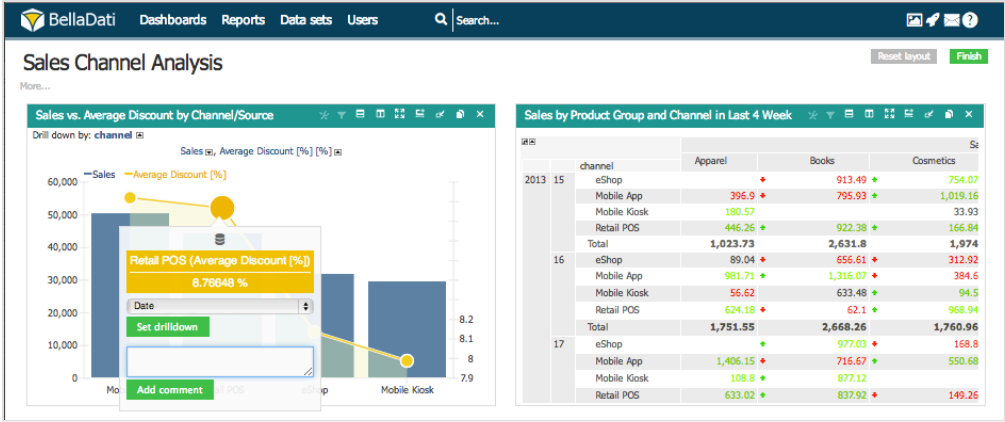 BellaDati Dashboards Reports Data sets Users Search...
Sales Channel Analysis
Reset layout Finish
More...
Sales vs. Average Discount by Channel/Source
Drill down by: channel
Sales, Average Discount [%] [%]
Sales Average Discount [%]
60,000
50,000
40,000
30,000
20,000
10,000
0
8.2
8.1
8
7.9
Retail POS (Average Discount [%])
8.76648 %
Date
Set drilldown
Add comment
Mobile Kiosk
Sales by Product Group and Channel in Last 4 Week
channel Apparel Books Cosmetics
2013 15 eShop 913.49 754.07
Mobile App 396.9 795.93 1,019.16
Mobile Kiosk 180.57 33.93
Retail POS 446.26 922.38 166.84
Total 1,023.73 2,631.8 1,974
16 eShop 89.04 656.61 312.92
Mobile App 981.71 1,316.07 384.6
Mobile Kiosk 56.62 633.48 94.5
Retail POS 624.18 62.1 968.94
Total 1,751.55 2,668.26 1,760.96
17 eShop 977.03 168.8
Mobile App 1,406.15 716.67 550.68
Mobile Kiosk 108.8 877.12
Retail POS 633.02 837.92 149.26